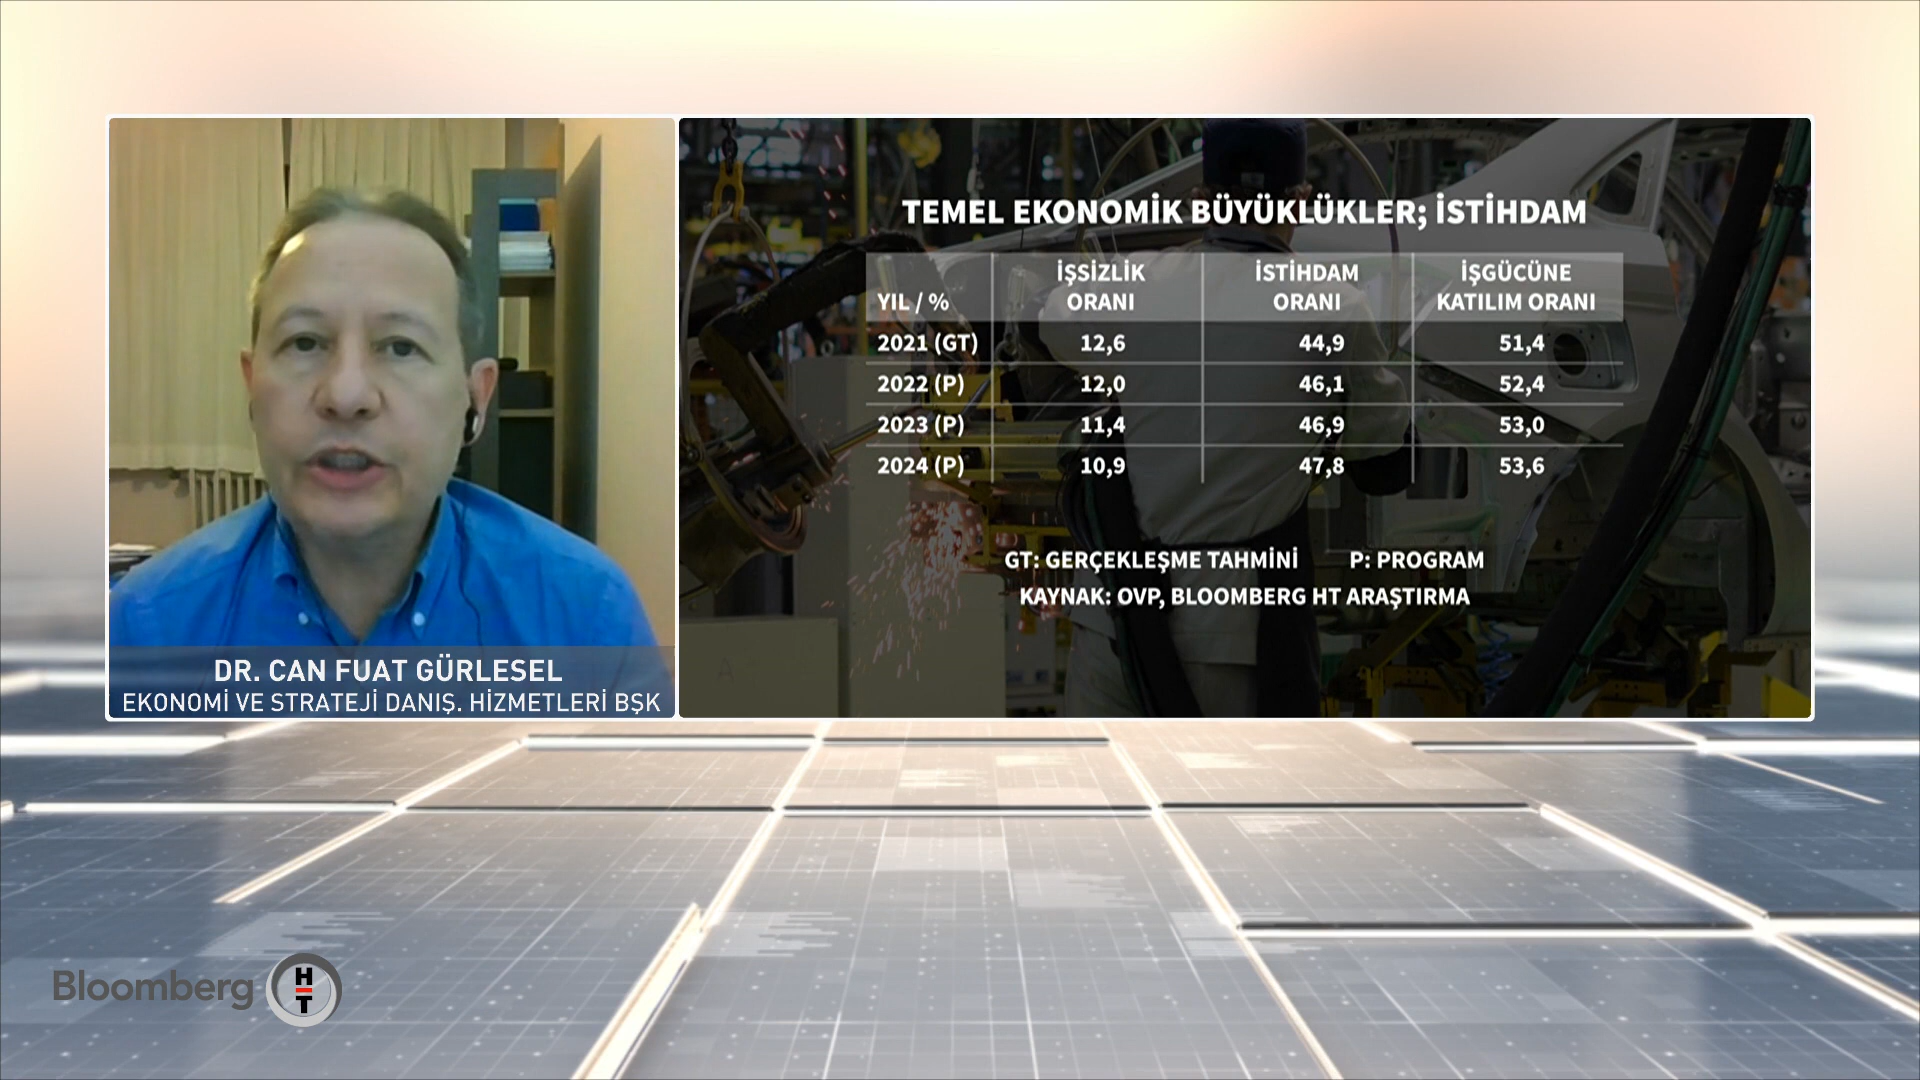 TEMEL EKONOMİK BÜYÜKLÜKLER; İSTİHDAM
YIL / % İŞSİZLİK ORANI İSTİHDAM ORANI İŞGÜCÜNE KATILIM ORANI
2021 (GT) 12,6 44,9 51,4
2022 (P) 12,0 46,1 52,4
2023 (P) 11,4 46,9 53,0
2024 (P) 10,9 47,8 53,6
GT: GERÇEKLEŞME TAHMİNİ P: PROGRAM
KAYNAK: OVP, BLOOMBERG HT ARAŞTIRMA
DR. CAN FUAT GÜRLESEL
EKONOMİ VE STRATEJİ DANIŞ. HİZMETLERİ BŞK
Bloomberg HT